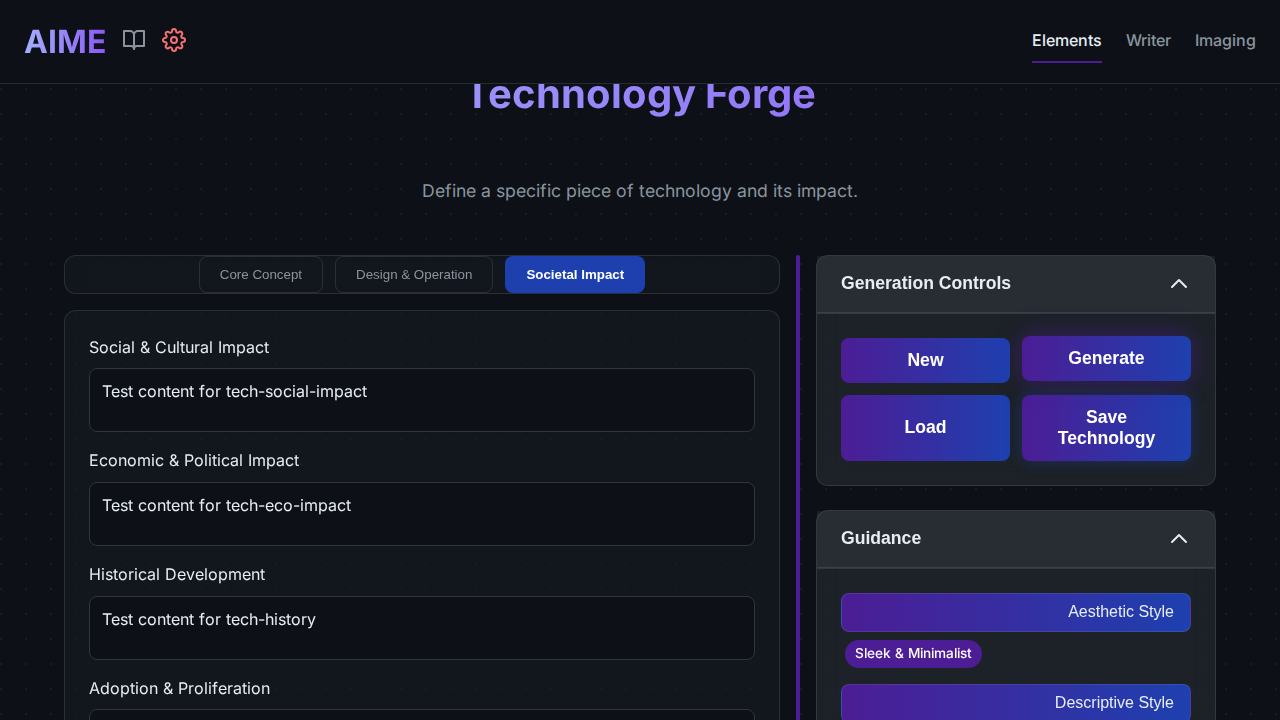 AIME
Elements
Writer
Imaging
Technology Forge
Define a specific piece of technology and its impact.
Core Concept
Design & Operation
Societal Impact
Social & Cultural Impact
Test content for tech-social-impact
Economic & Political Impact
Test content for tech-eco-impact
Historical Development
Test content for tech-history
Adoption & Proliferation
Generation Controls
New
Generate
Load
Save
Technology
Guidance
Aesthetic Style
Sleek & Minimalist
Descriptive Style